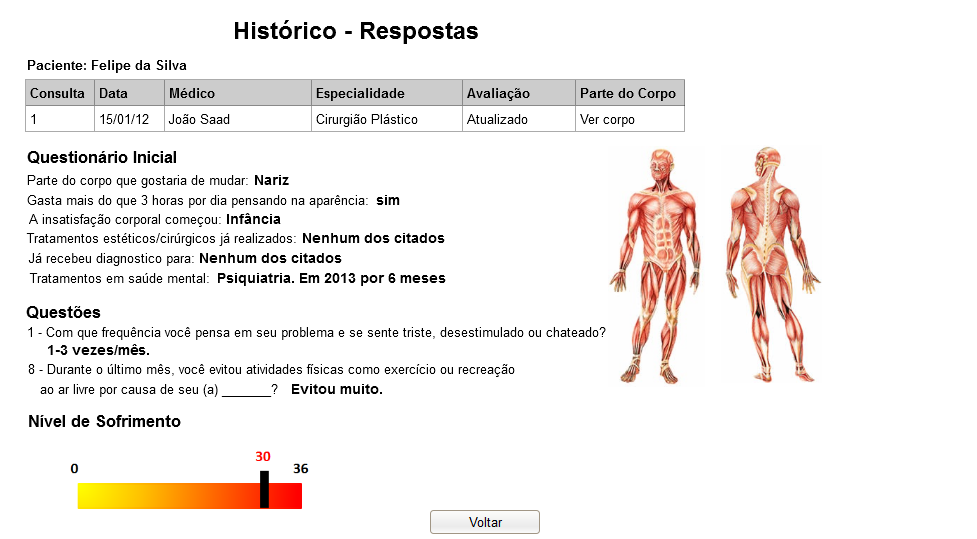 Histórico - Respostas
Paciente: Felipe da Silva
Consulta Data Médico Especialidade Avaliação Parte do Corpo
1 15/01/12 João Saad Cirurgião Plástico Atualizado Ver corpo
Questionário Inicial
Parte do corpo que gostaria de mudar: Nariz
Gasta mais do que 3 horas por dia pensando na aparência: sim
A insatisfação corporal começou: Infância
Tratamentos estéticos/cirúrgicos já realizados: Nenhum dos citados
Já recebeu diagnostico para: Nenhum dos citados
Tratamentos em saúde mental: Psiquiatria. Em 2013 por 6 meses
Questões
1 - Com que frequência você pensa em seu problema e se sente triste, desestimulado ou chateado?
1-3 vezes/mês.
8 - Durante o último mês, você evitou atividades físicas como exercício ou recreação
ao ar livre por causa de seu (a) _______? Evitou muito.
Nível de Sofrimento
30
0 36
Voltar